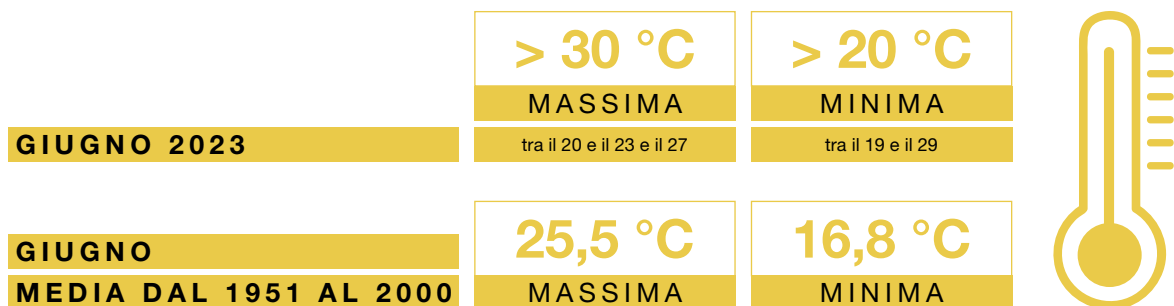 > 30 °C
> 20 °C
MASSIMA
MINIMA
GIUGNO 2023
tra il 20 e il 23 e il 27
tra il 19 e il 29
25,5 °C
16,8 °C
GIUGNO
MEDIA DAL 1951 AL 2000
MASSIMA
MINIMA